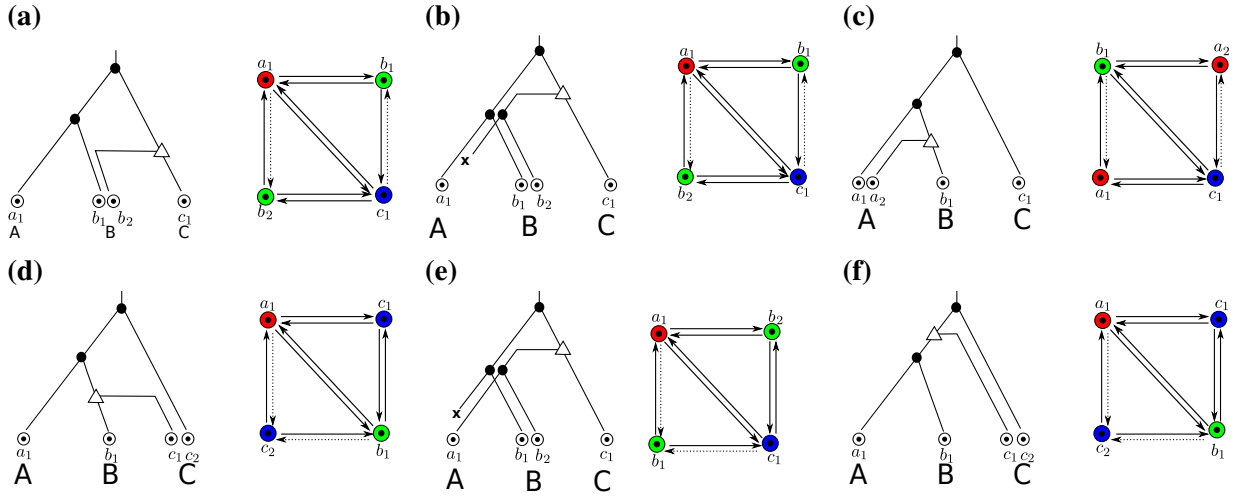 (a)
a₁ b₁
a₁ b₁ b₂ c₁
b₂ c₁
A B C
(b)
a₁ b₁
x
a₁ b₁ b₂ c₁
b₂ c₁
A B C
(c)
b₁ a₂
a₁ a₂ b₁ c₁
a₁ c₁
A B C
(d)
a₁ c₁
a₁ b₁ c₁ c₂
c₂ b₁
A B C
(e)
a₁ b₂
x
a₁ b₁ b₂ c₁
b₁ c₁
A B C
(f)
a₁ c₁
a₁ b₁ c₁ c₂
c₂ b₁
A B C